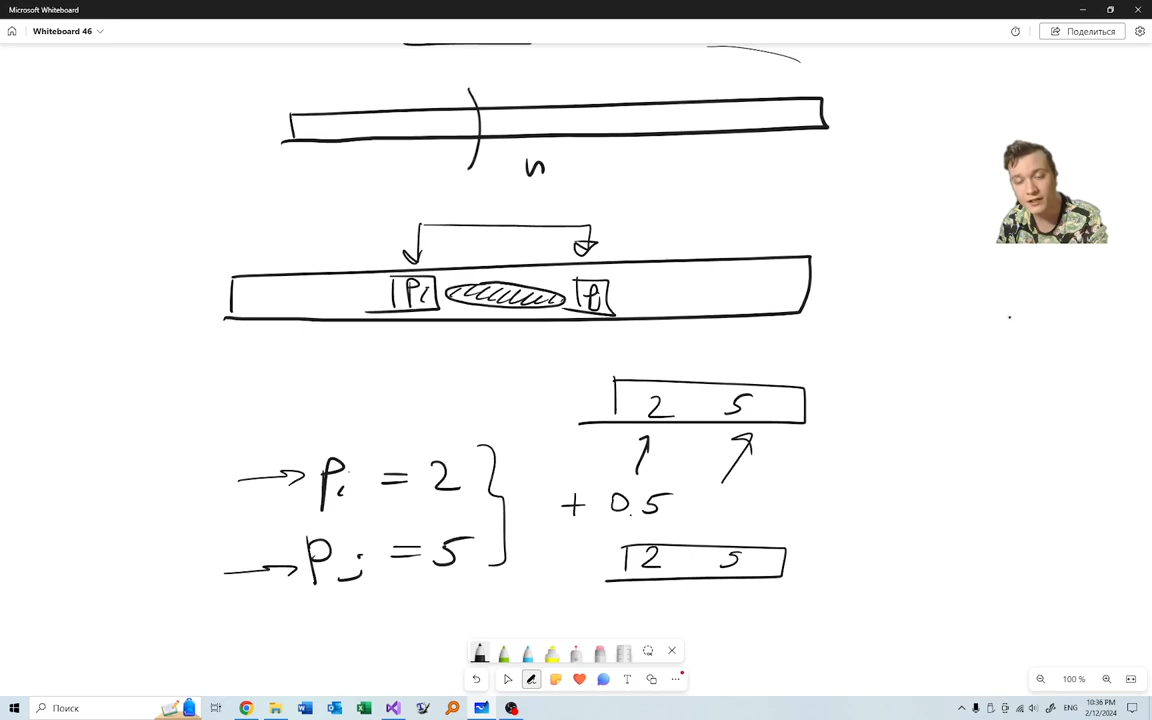 Microsoft Whiteboard
Whiteboard 46
Поделиться
n
Pi
2 5
Pi = 2
+ 0.5
Pj = 5
2 5
100 %
Поиск
ENG
10:36 PM
2/12/2024